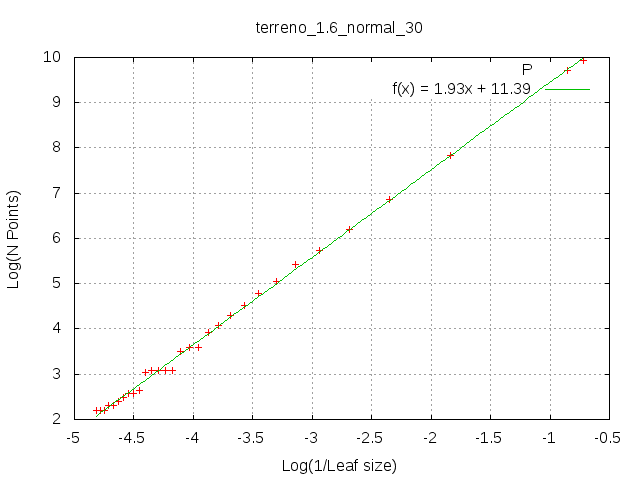 terreno_1.6_normal_30
10
9
8
7
6
5
4
3
2
Log(N Points)
P
f(x) = 1.93x + 11.39
-5 -4.5 -4 -3.5 -3 -2.5 -2 -1.5 -1 -0.5
Log(1/Leaf size)